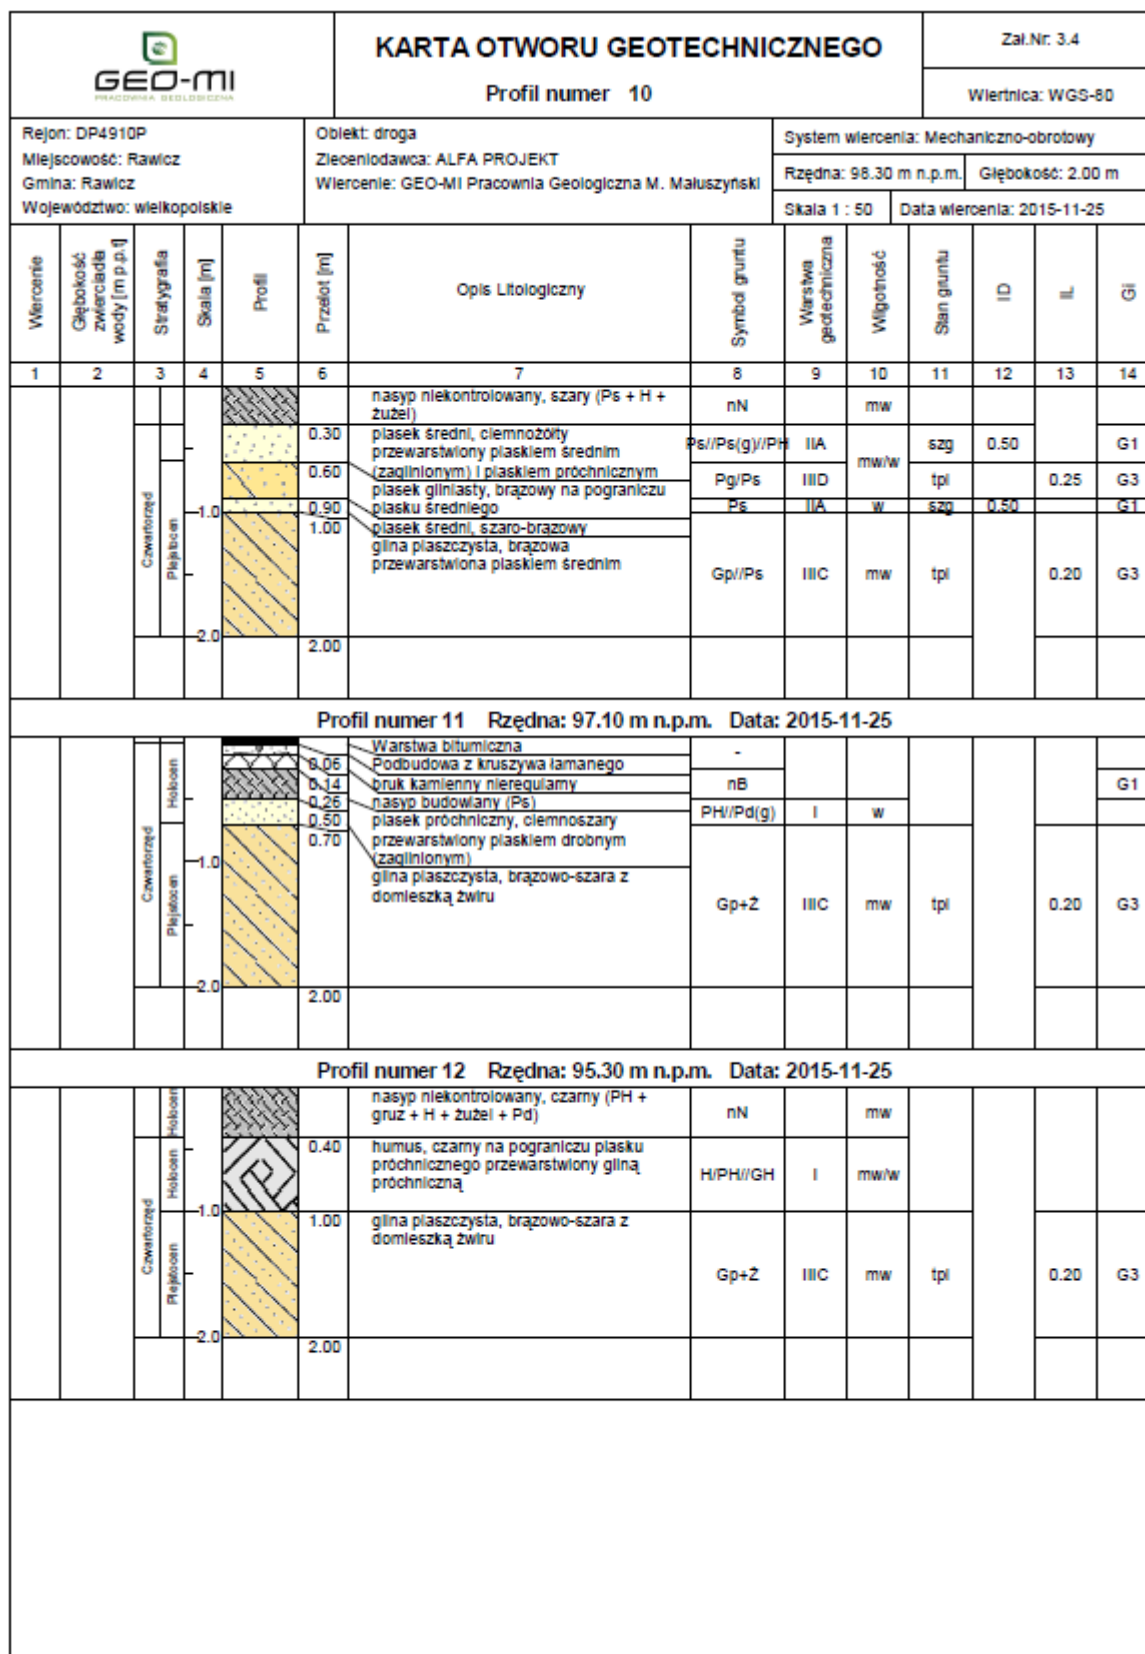 GEO-MI
PRACOWNIA GEOLOGICZNA
KARTA OTWORU GEOTECHNICZNEGO
Profil numer 10
Zał.Nr: 3.4
Wiertnica: WGS-80
Rejon: DP4910P
Miejscowość: Rawicz
Gmina: Rawicz
Województwo: wielkopolskie
Obiekt: droga
Zleceniodawca: ALFA PROJEKT
Wiercenie: GEO-MI Pracownia Geologiczna M. Małuszyński
System wiercenia: Mechaniczno-obrotowy
Rzędna: 98.30 m n.p.m. Głębokość: 2.00 m
Skala 1 : 50 Data wiercenia: 2015-11-25
Wiercenie
Głębokość zwierciadła wody [m p.p.t]
Stratygrafia
Skala [m]
Profil
Przelot [m]
Opis Litologiczny
Symbol gruntu
Warstwa geotechniczna
Wilgotność
Stan gruntu
ID
IL
Gi
1 2 3 4 5 6 7 8 9 10 11 12 13 14
nasyp niekontrolowany, szary (Ps + H +
żużel)
nN mw
0.30 piasek średni, ciemnożółty
przewarstwiony piaskiem średnim
(zaglinionym) i piaskiem próchnicznym
Ps//Ps(g)//PH IIA mw/w szg 0.50 G1
0.60 piasek gliniasty, brązowy na pograniczu
piasku średniego
Pg/Ps IIID tpl 0.25 G3
0.90 piasek średni, szaro-brązowy
Ps IIA w szg 0.50 G1
1.00 glina piaszczysta, brązowa
przewarstwiona piaskiem średnim
Gp//Ps IIIC mw tpl 0.20 G3
Czwartorzęd
Plejstocen
1.0
2.0
2.00
Profil numer 11 Rzędna: 97.10 m n.p.m. Data: 2015-11-25
Warstwa bitumiczna
0.06 Podbudowa z kruszywa łamanego
-
0.14 bruk kamienny nieregularny
0.26 nasyp budowlany (Ps)
nB G1
0.50 piasek próchniczny, ciemnoszary
przewarstwiony piaskiem drobnym
(zaglinionym)
PH//Pd(g) I w
0.70 glina piaszczysta, brązowo-szara z
domieszką żwiru
Gp+Ż IIIC mw tpl 0.20 G3
Czwartorzęd
Holocen
Plejstocen
1.0
2.0
2.00
Profil numer 12 Rzędna: 95.30 m n.p.m. Data: 2015-11-25
nasyp niekontrolowany, czarny (PH +
gruz + H + żużel + Pd)
nN mw
0.40 humus, czarny na pograniczu piasku
próchnicznego przewarstwiony gliną
próchniczną
H/PH//GH I mw/w
1.00 glina piaszczysta, brązowo-szara z
domieszką żwiru
Gp+Ż IIIC mw tpl 0.20 G3
Holocen
Czwartorzęd
Holocen
Plejstocen
1.0
2.0
2.00